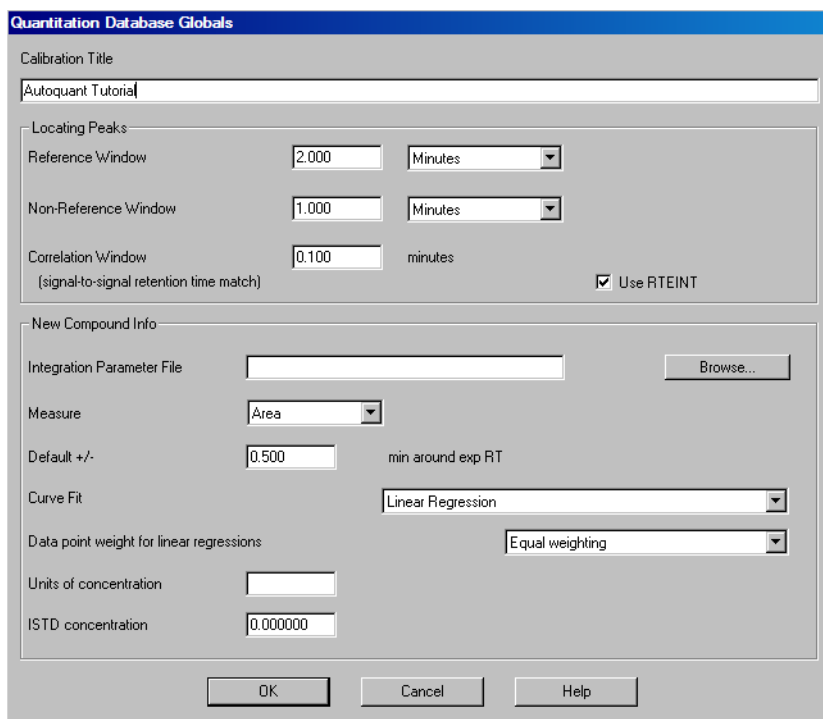 Quantitation Database Globals
Calibration Title
Autoquant Tutorial
Locating Peaks
Reference Window 2.000 Minutes
Non-Reference Window 1.000 Minutes
Correlation Window 0.100 minutes
(signal-to-signal retention time match) Use RTEINT
New Compound Info
Integration Parameter File Browse...
Measure Area
Default +/- 0.500 min around exp RT
Curve Fit Linear Regression
Data point weight for linear regressions Equal weighting
Units of concentration
ISTD concentration 0.000000
OK Cancel Help